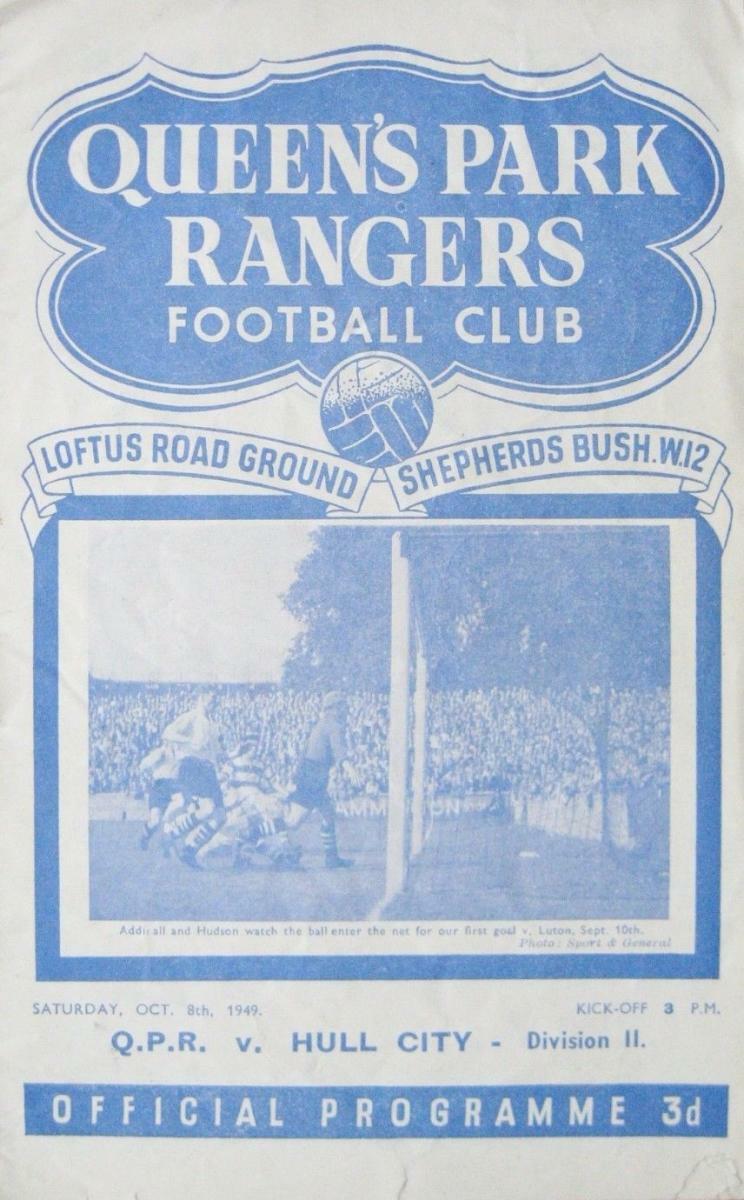 QUEEN'S PARK
RANGERS
FOOTBALL CLUB
LOFTUS ROAD GROUND
SHEPHERDS BUSH.W.12
Addinall and Hudson watch the ball enter the net for our first goal v. Luton, Sept. 10th.
Photo: Sport & General
SATURDAY, OCT. 8th, 1949.
KICK-OFF 3 P.M.
Q.P.R. v. HULL CITY - Division II.
OFFICIAL PROGRAMME 3d